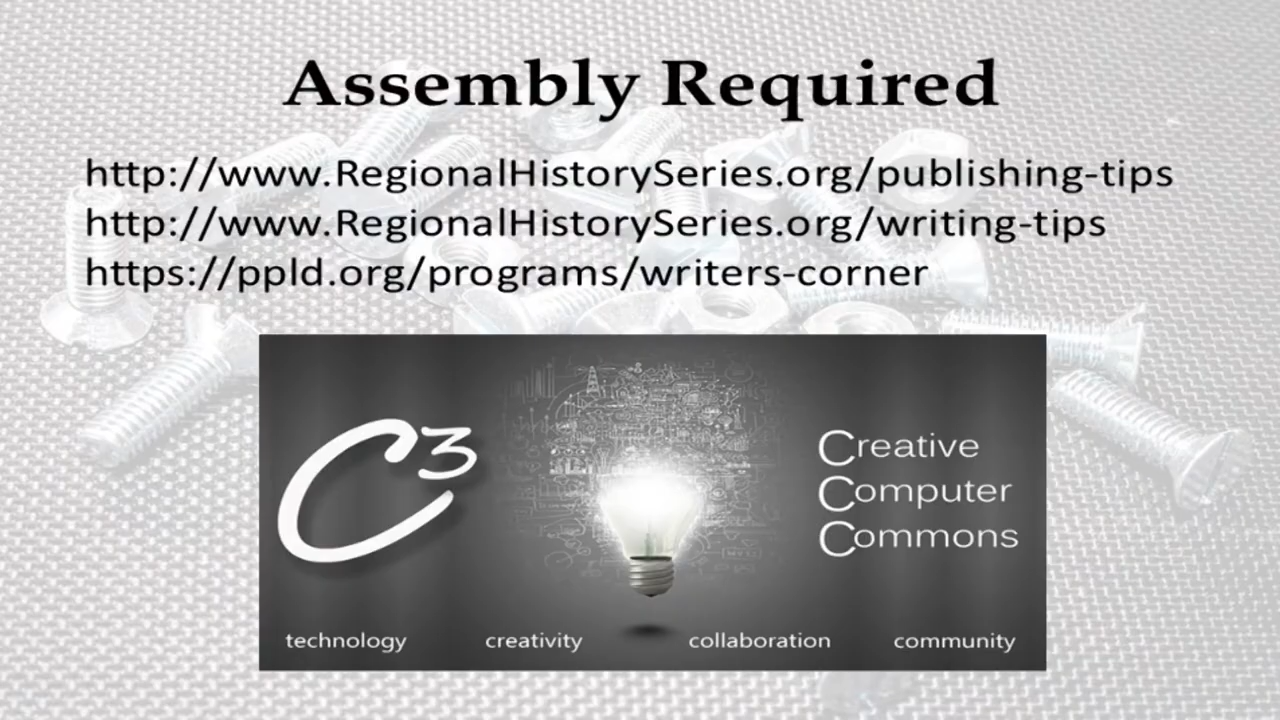 Assembly Required
http://www.RegionalHistorySeries.org/publishing-tips
http://www.RegionalHistorySeries.org/writing-tips
https://ppld.org/programs/writers-corner
C3
Creative
Computer
Commons
technology creativity collaboration community